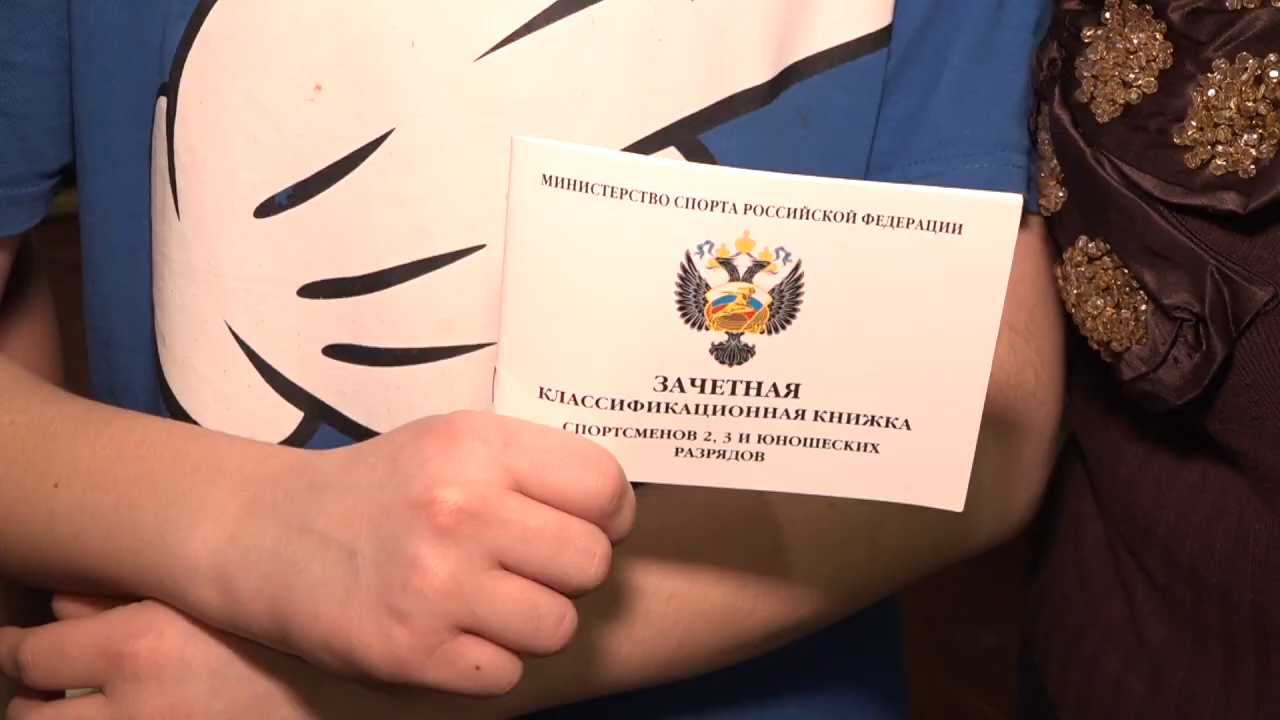 МИНИСТЕРСТВО СПОРТА РОССИЙСКОЙ ФЕДЕРАЦИИ
ЗАЧЕТНАЯ
КЛАССИФИКАЦИОННАЯ КНИЖКА
СПОРТСМЕНОВ 2, 3 И ЮНОШЕСКИХ
РАЗРЯДОВ